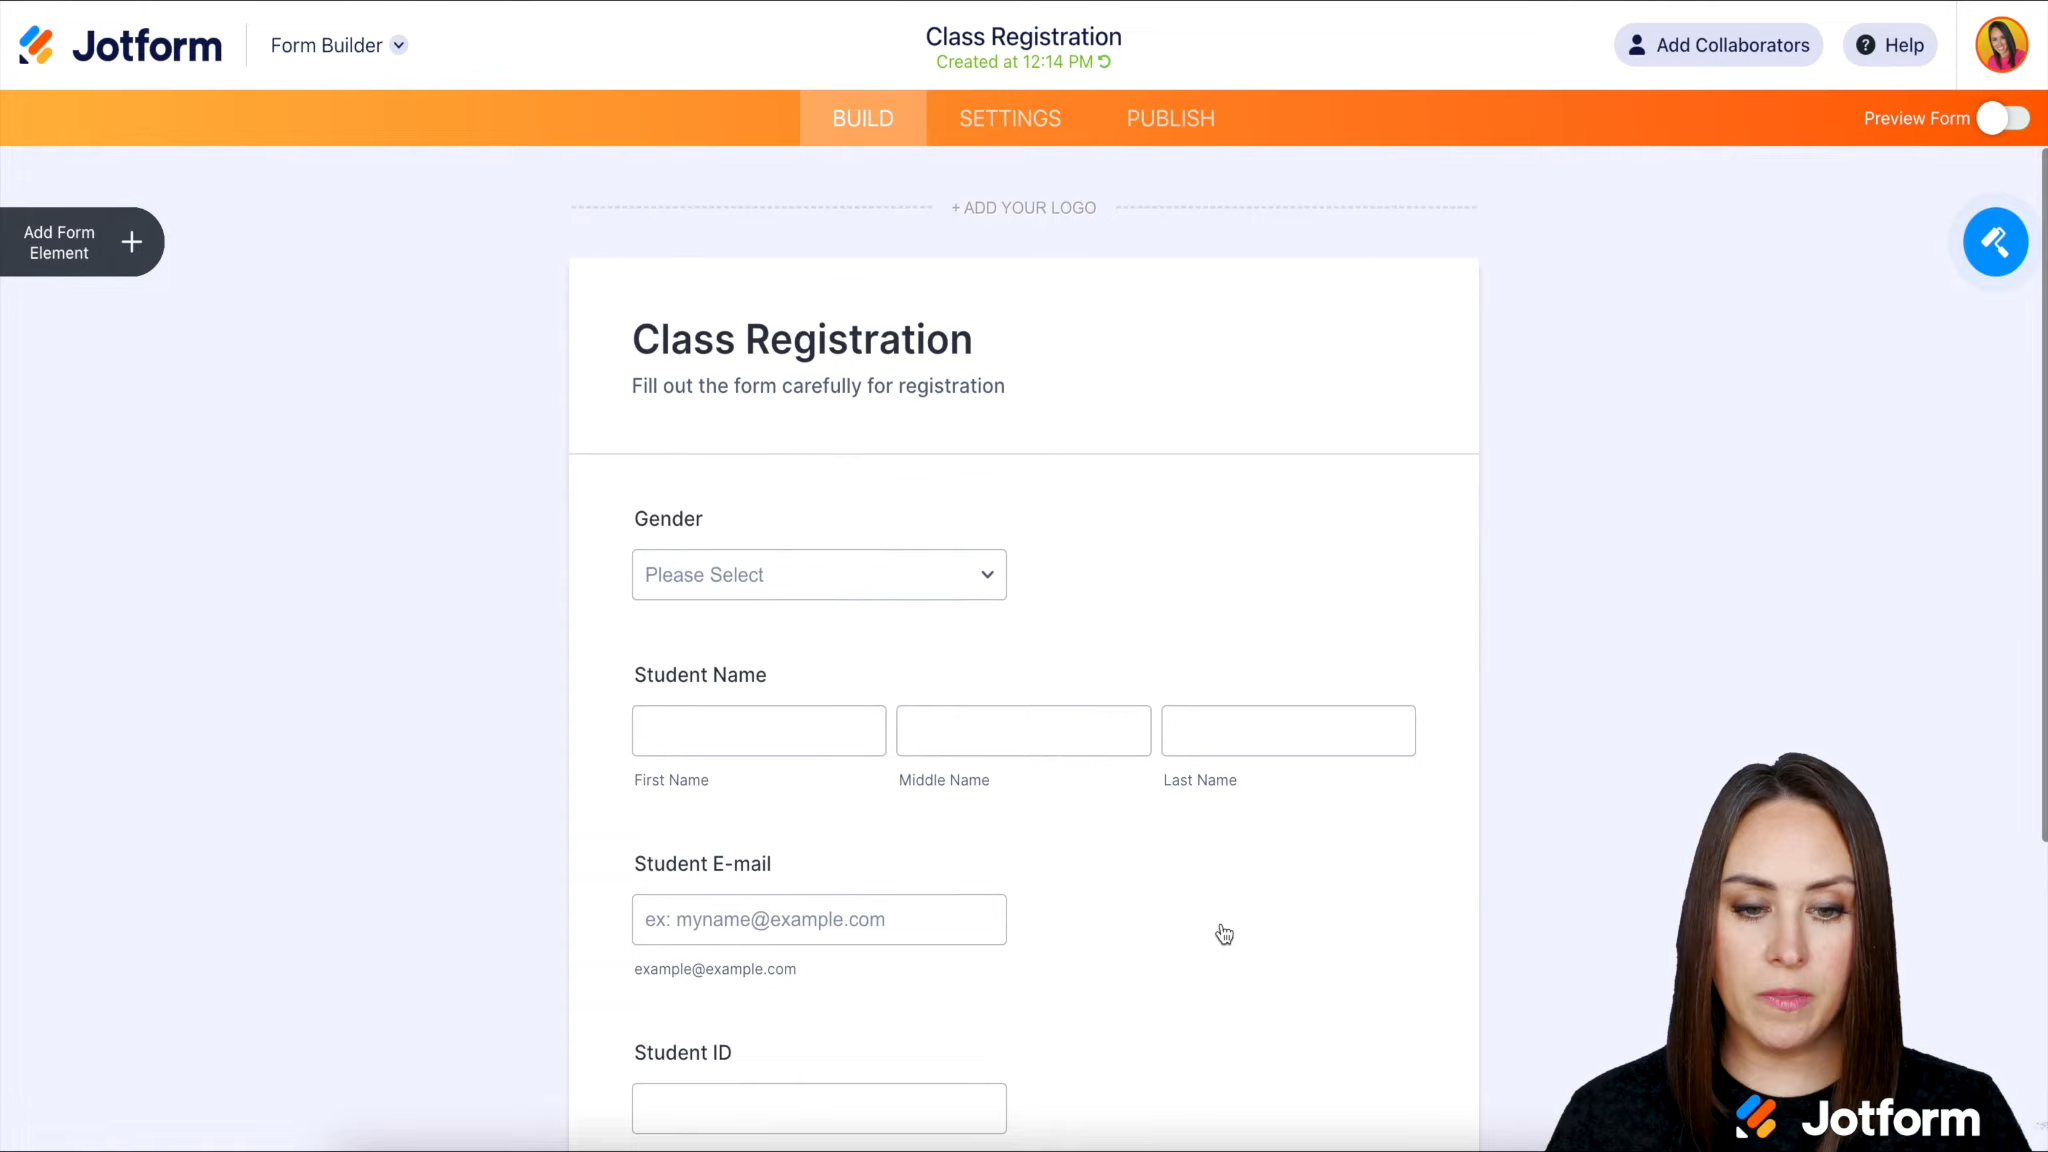 Jotform
Form Builder
Class Registration
Created at 12:14 PM
Add Collaborators
Help
BUILD
SETTINGS
PUBLISH
Preview Form
Add Form
Element
+ ADD YOUR LOGO
Class Registration
Fill out the form carefully for registration
Gender
Please Select
Student Name
First Name
Middle Name
Last Name
Student E-mail
ex: myname@example.com
example@example.com
Student ID
Jotform